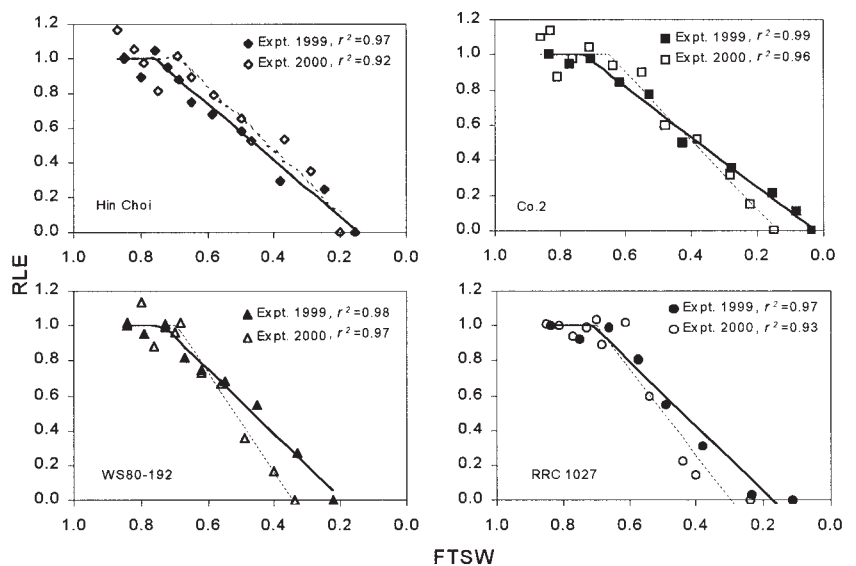 1.2
1.0
0.8
0.6
0.4
0.2
0.0
Expt. 1999, r²=0.97
Expt. 2000, r²=0.92
Hin Choi
1.0 0.8 0.6 0.4 0.2 0.0
1.2
1.0
0.8
0.6
0.4
0.2
0.0
Expt. 1999, r²=0.99
Expt. 2000, r²=0.96
Co.2
1.0 0.8 0.6 0.4 0.2 0.0
RLE
1.2
1.0
0.8
0.6
0.4
0.2
0.0
Expt. 1999, r²=0.98
Expt. 2000, r²=0.97
WS80-192
1.0 0.8 0.6 0.4 0.2 0.0
1.2
1.0
0.8
0.6
0.4
0.2
0.0
Expt. 1999, r²=0.97
Expt. 2000, r²=0.93
RRC 1027
1.0 0.8 0.6 0.4 0.2 0.0
FTSW